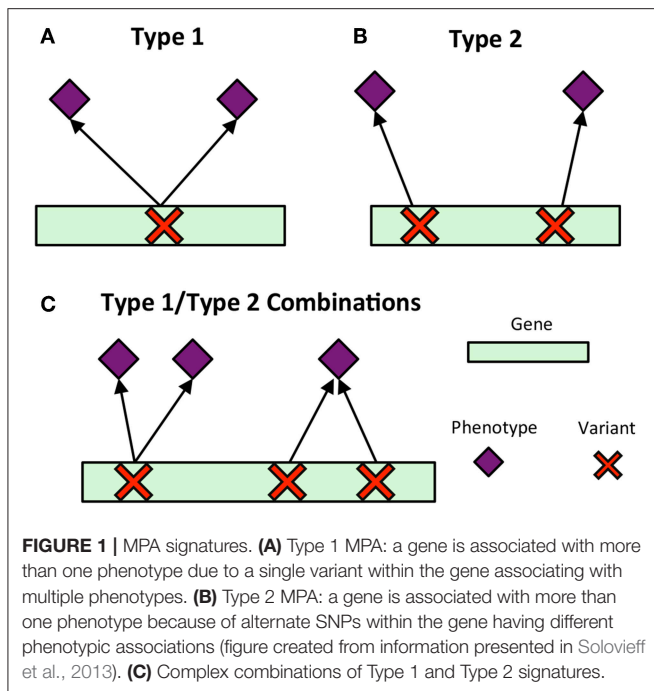 A
Type 1
B
Type 2
C
Type 1/Type 2 Combinations
Gene
Phenotype
Variant
FIGURE 1 | MPA signatures. (A) Type 1 MPA: a gene is associated with more
than one phenotype due to a single variant within the gene associating with
multiple phenotypes. (B) Type 2 MPA: a gene is associated with more than
one phenotype because of alternate SNPs within the gene having different
phenotypic associations (figure created from information presented in Solovieff
et al., 2013). (C) Complex combinations of Type 1 and Type 2 signatures.